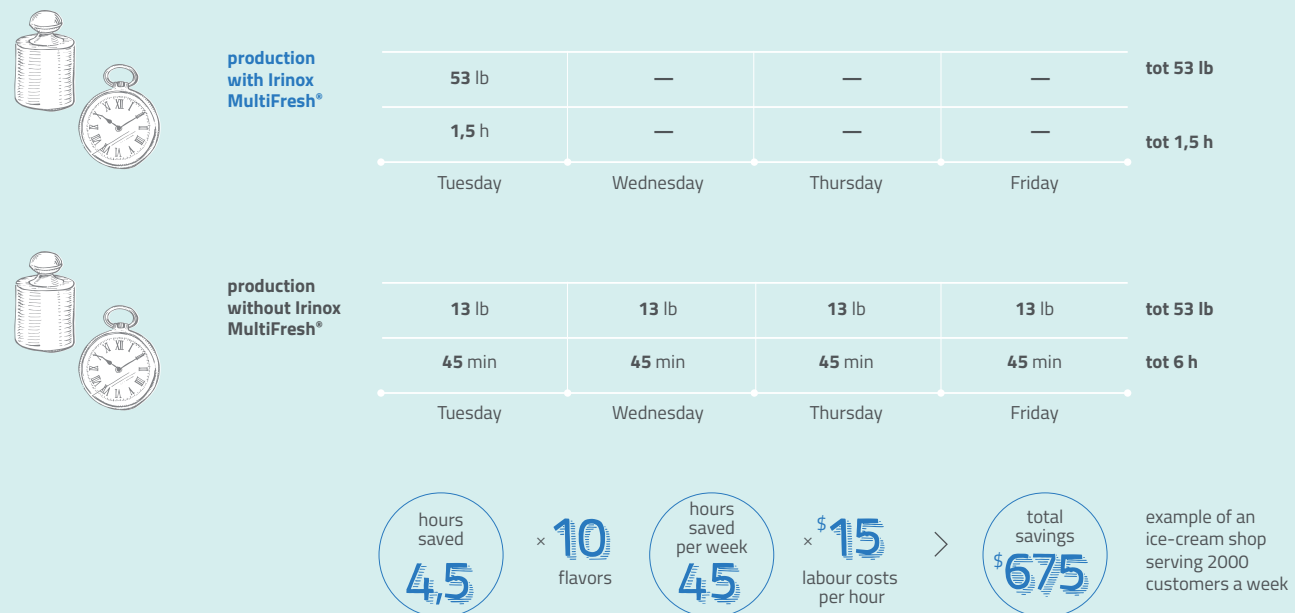 production
with Irinox
MultiFresh®
53 lb — — — tot 53 lb
1,5 h — — — tot 1,5 h
Tuesday Wednesday Thursday Friday
production
without Irinox
MultiFresh®
13 lb 13 lb 13 lb 13 lb tot 53 lb
45 min 45 min 45 min 45 min tot 6 h
Tuesday Wednesday Thursday Friday
hours
saved
4,5
× 10
flavors
hours
saved
per week
45
× $15
labour costs
per hour
>
total
savings
$675
example of an
ice-cream shop
serving 2000
customers a week